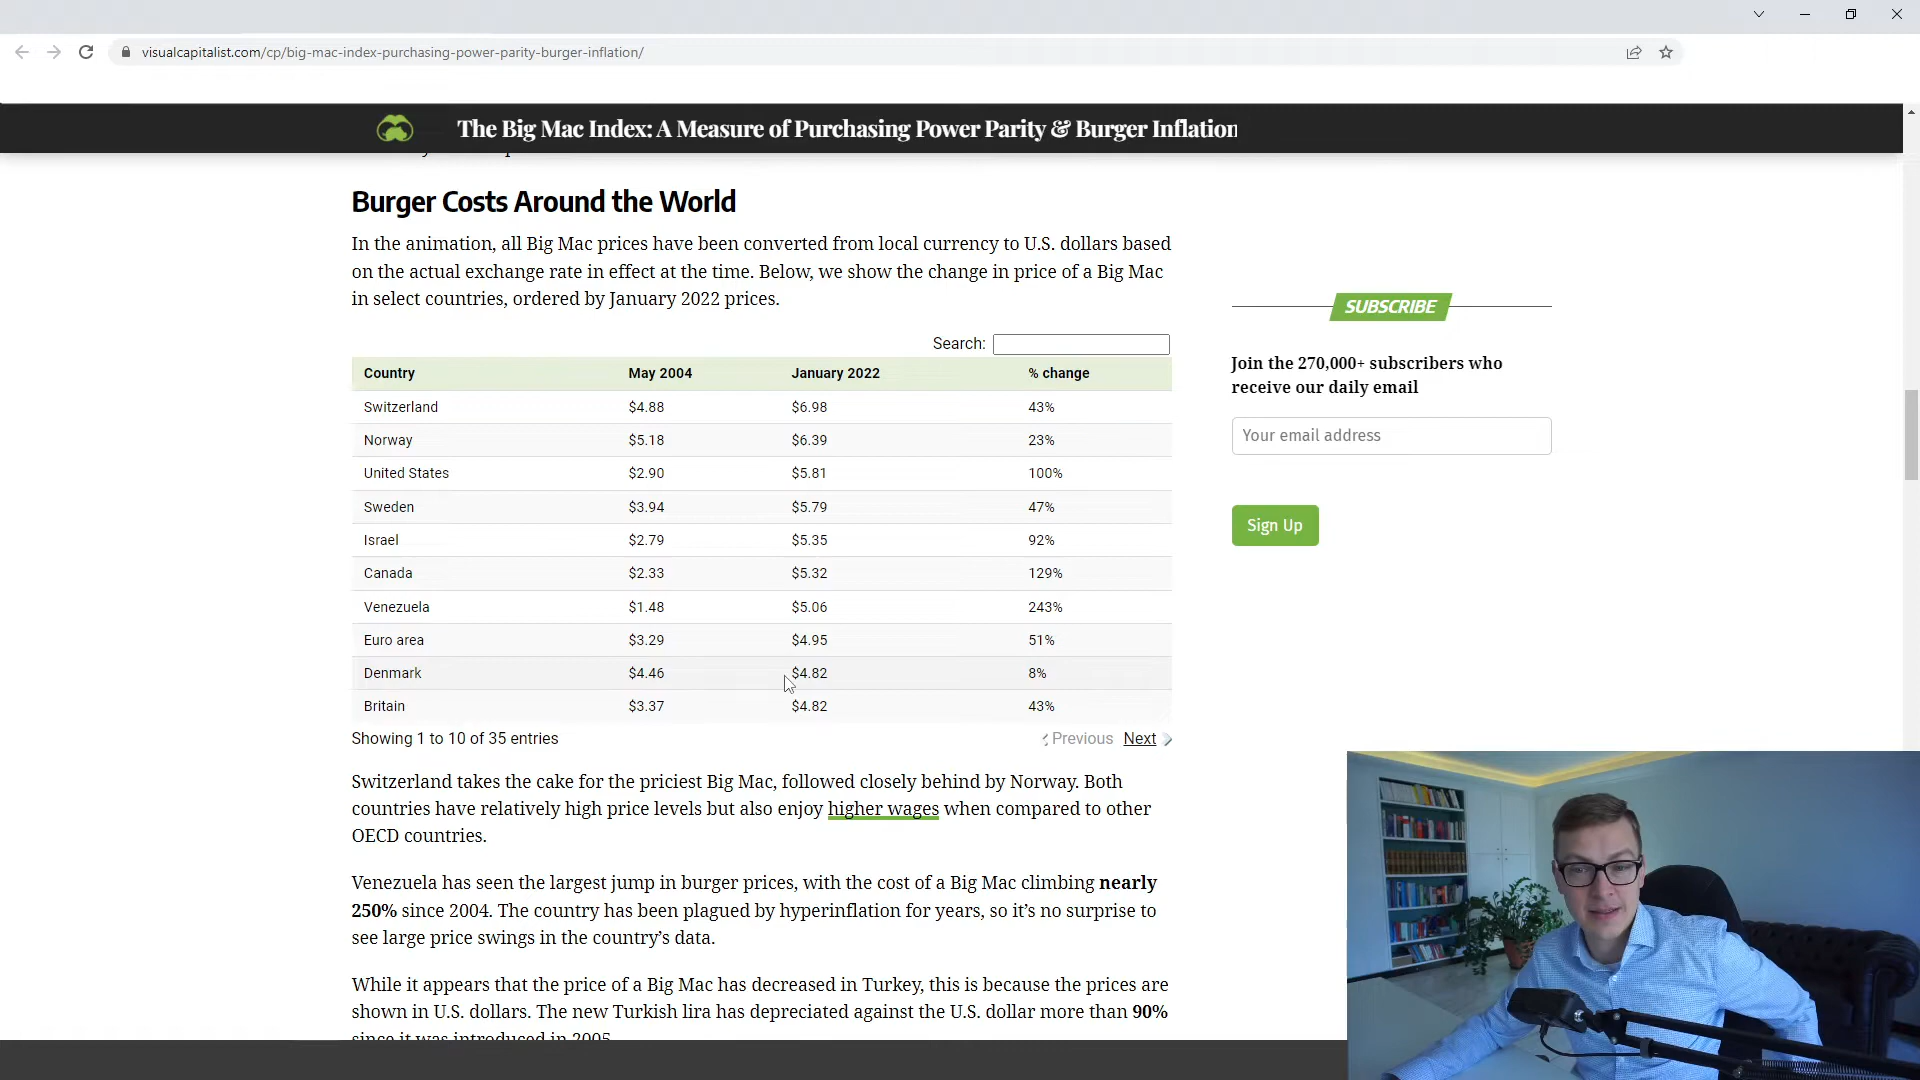 visualcapitalist.com/cp/big-mac-index-purchasing-power-parity-burger-inflation/
The Big Mac Index: A Measure of Purchasing Power Parity & Burger Inflation
Burger Costs Around the World
In the animation, all Big Mac prices have been converted from local currency to U.S. dollars based
on the actual exchange rate in effect at the time. Below, we show the change in price of a Big Mac
in select countries, ordered by January 2022 prices.
Search:
Country May 2004 January 2022 % change
Switzerland $4.88 $6.98 43%
Norway $5.18 $6.39 23%
United States $2.90 $5.81 100%
Sweden $3.94 $5.79 47%
Israel $2.79 $5.35 92%
Canada $2.33 $5.32 129%
Venezuela $1.48 $5.06 243%
Euro area $3.29 $4.95 51%
Denmark $4.46 $4.82 8%
Britain $3.37 $4.82 43%
Showing 1 to 10 of 35 entries
Previous Next
Switzerland takes the cake for the priciest Big Mac, followed closely behind by Norway. Both
countries have relatively high price levels but also enjoy higher wages when compared to other
OECD countries.
Venezuela has seen the largest jump in burger prices, with the cost of a Big Mac climbing nearly
250% since 2004. The country has been plagued by hyperinflation for years, so it’s no surprise to
see large price swings in the country’s data.
While it appears that the price of a Big Mac has decreased in Turkey, this is because the prices are
shown in U.S. dollars. The new Turkish lira has depreciated against the U.S. dollar more than 90%
since it was introduced in 2005.
SUBSCRIBE
Join the 270,000+ subscribers who
receive our daily email
Your email address
Sign Up